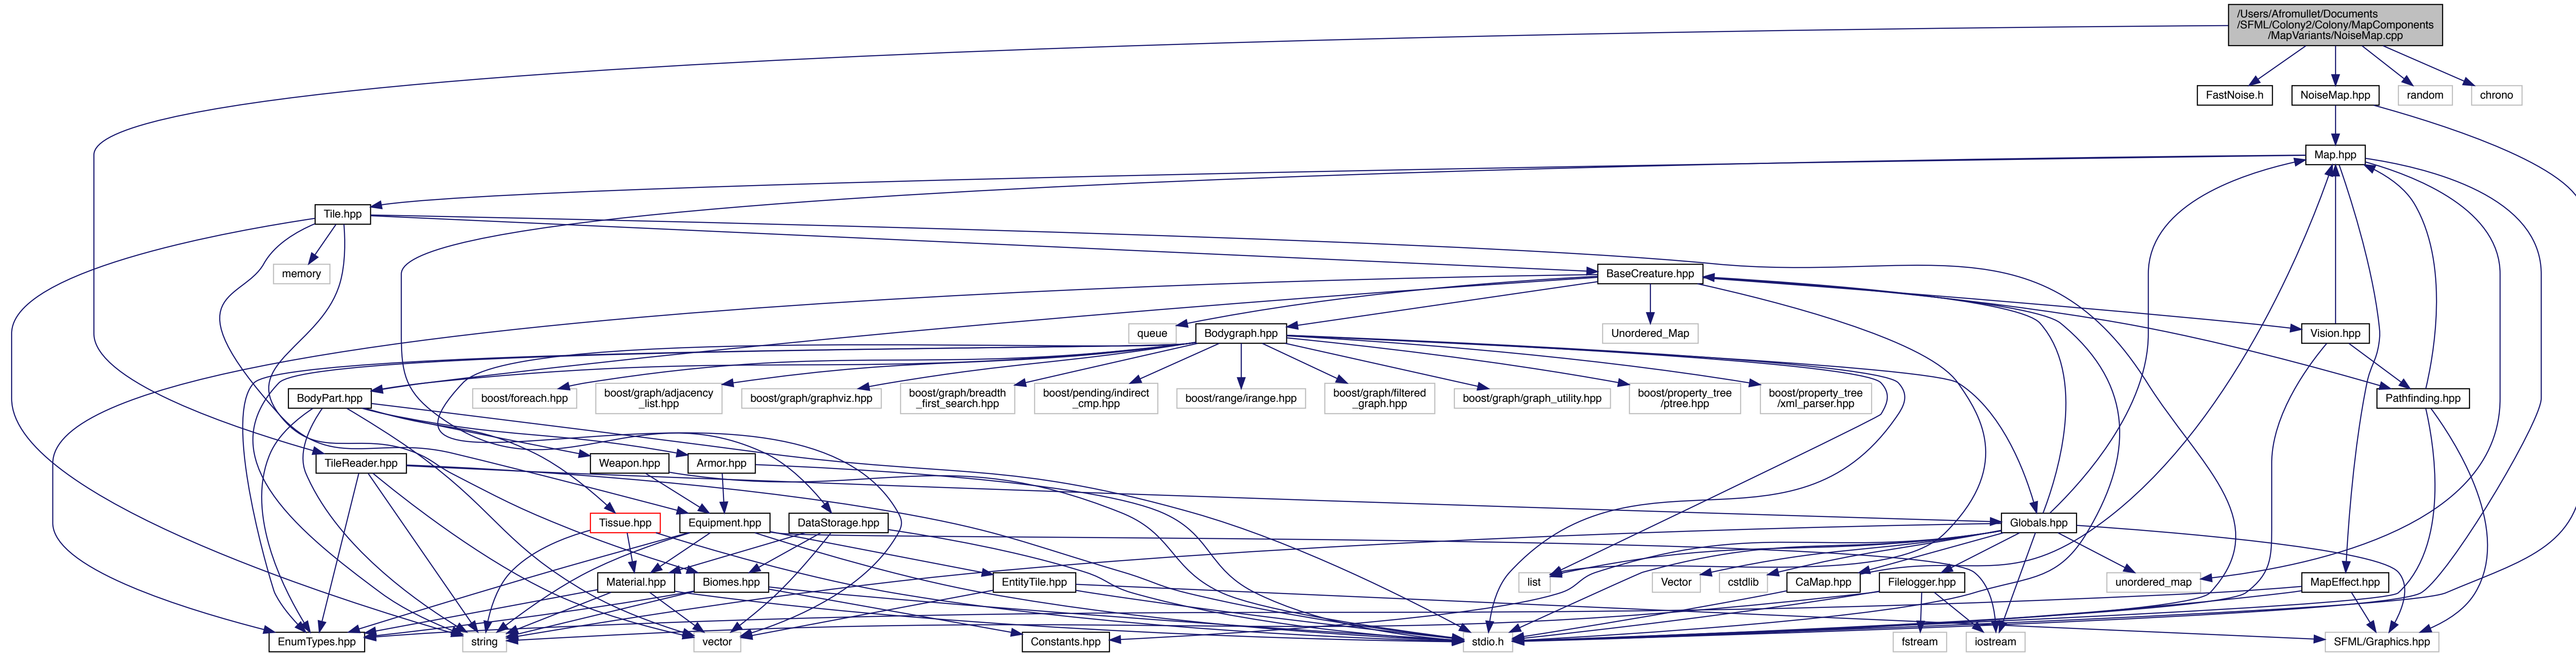 /Users/Afromullet/Documents
/SFML/Colony2/Colony/MapComponents
/MapVariants/NoiseMap.cpp
FastNoise.h
NoiseMap.hpp
random
chrono
Map.hpp
Tile.hpp
memory
BaseCreature.hpp
queue
Bodygraph.hpp
Unordered_Map
Vision.hpp
BodyPart.hpp
boost/foreach.hpp
boost/graph/adjacency
_list.hpp
boost/graph/graphviz.hpp
boost/graph/breadth
_first_search.hpp
boost/pending/indirect
_cmp.hpp
boost/range/irange.hpp
boost/graph/filtered
_graph.hpp
boost/graph/graph_utility.hpp
boost/property_tree
/ptree.hpp
boost/property_tree
/xml_parser.hpp
Pathfinding.hpp
TileReader.hpp
Weapon.hpp
Armor.hpp
Tissue.hpp
Equipment.hpp
DataStorage.hpp
Globals.hpp
Material.hpp
Biomes.hpp
EntityTile.hpp
list
Vector
cstdlib
CaMap.hpp
Filelogger.hpp
unordered_map
MapEffect.hpp
EnumTypes.hpp
string
vector
Constants.hpp
stdio.h
fstream
iostream
SFML/Graphics.hpp